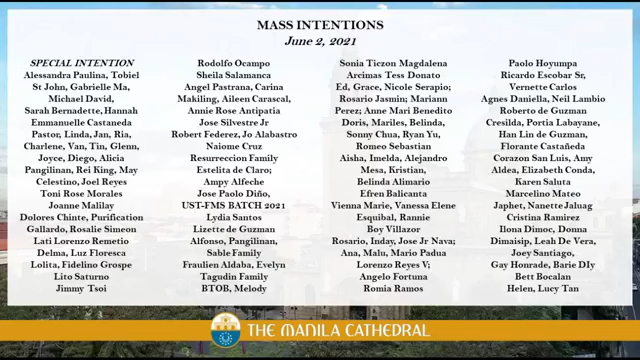 MASS INTENTIONS
June 2, 2021
SPECIAL INTENTION
Alessandra Paulina, Tobiel
St John, Gabrielle Ma,
Michael David,
Sarah Bernadette, Hannah
Emmanuelle Castaneda
Pastor, Linda, Jan, Ria,
Charlene, Van, Tin, Glenn,
Joyce, Diego, Alicia
Pangilinan, Rei King, May
Celestino, Joel Reyes
Toni Rose Morales
Joanne Malilay
Dolores Chinte, Purification
Gallardo, Rosalie Simeon
Lati Lorenzo Remetio
Delma, Luz Floresca
Lolita, Fidelino Grospe
Lito Saturno
Jimmy Tsoi
Rodolfo Ocampo
Sheila Salamanca
Angel Pastrana, Carina
Makiling, Aileen Carascal,
Annie Rose Antipatia
Jose Silvestre Jr
Robert Federez, Jo Alabastro
Naiome Cruz
Resurreccion Family
Estelita de Claro;
Ampy Alfeche
Jose Paolo Diño,
UST-FMS BATCH 2021
Lydia Santos
Lizette de Guzman
Alfonso, Pangilinan,
Sable Family
Fraulien Aldaba, Evelyn
Tagudin Family
BTOB, Melody
Sonia Ticzon Magdalena
Arcimas Tess Donato
Ed, Grace, Nicole Serapio;
Rosario Jasmin; Mariann
Perez; Anne Mari Benedito
Doris, Mariles, Belinda,
Sonny Chua, Ryan Yu,
Romeo Sebastian
Aisha, Imelda, Alejandro
Mesa, Kristian,
Belinda Alimario
Efren Balicanta
Vienna Marie, Vanessa Elene
Esquibal, Rannie
Boy Villazor
Rosario, Inday, Jose Jr Nava;
Ana, Malu, Mario Padua
Lorenzo Reyes V;
Angelo Fortuna
Romia Ramos
Paolo Hoyumpa
Ricardo Escobar Sr,
Vernette Carlos
Agnes Daniella, Neil Lambio
Roberto de Guzman
Cresilda, Portia Labayane,
Han Lin de Guzman,
Florante Castañeda
Corazon San Luis, Amy
Aldea, Elizabeth Conda,
Karen Saluta
Marcelino Mateo
Japhet, Nanette Jaluag
Cristina Ramirez
Ilona Dimoc, Donna
Dimaisip, Leah De Vera,
Joey Santiago,
Gay Honrade, Barie DIy
Bett Bocalan
Helen, Lucy Tan
THE MANILA CATHEDRAL